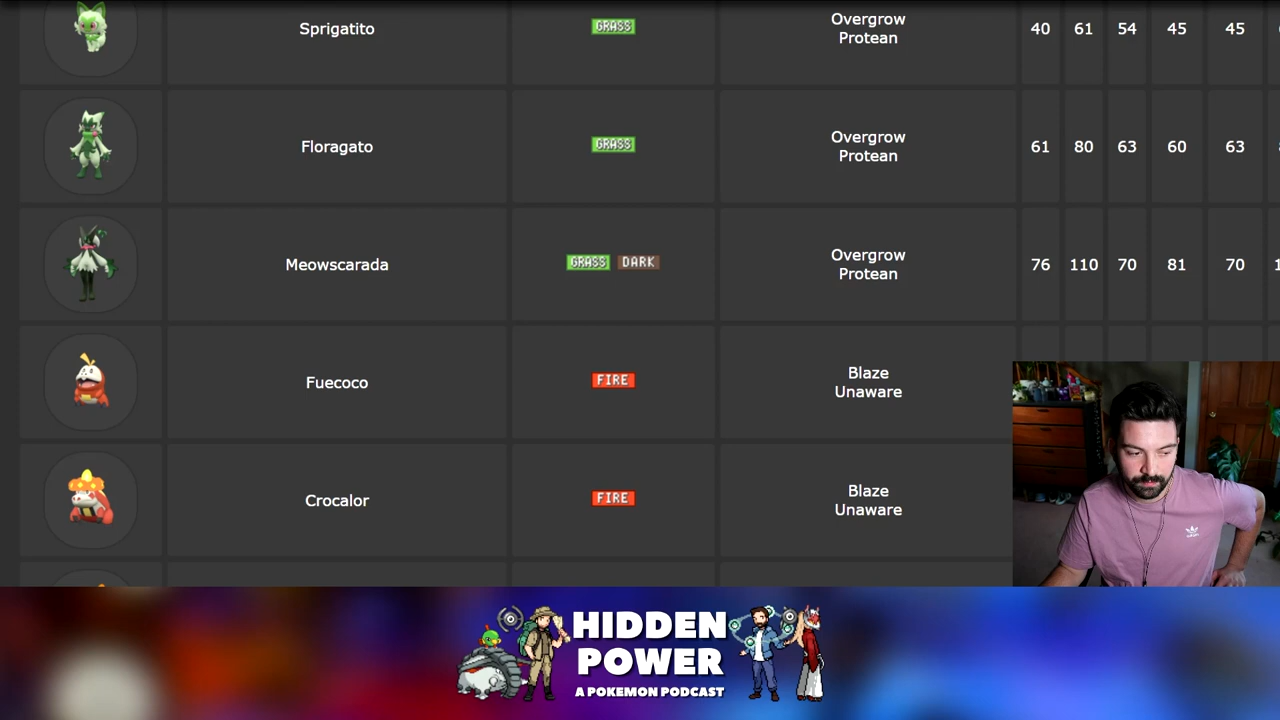 Sprigatito GRASS Overgrow 40 61 54 45 45
Protean
Floragato GRASS Overgrow 61 80 63 60 63
Protean
Meowscarada GRASS DARK Overgrow 76 110 70 81 70
Protean
Fuecoco FIRE Blaze
Unaware
Crocalor FIRE Blaze
Unaware
HIDDEN
POWER
A POKEMON PODCAST